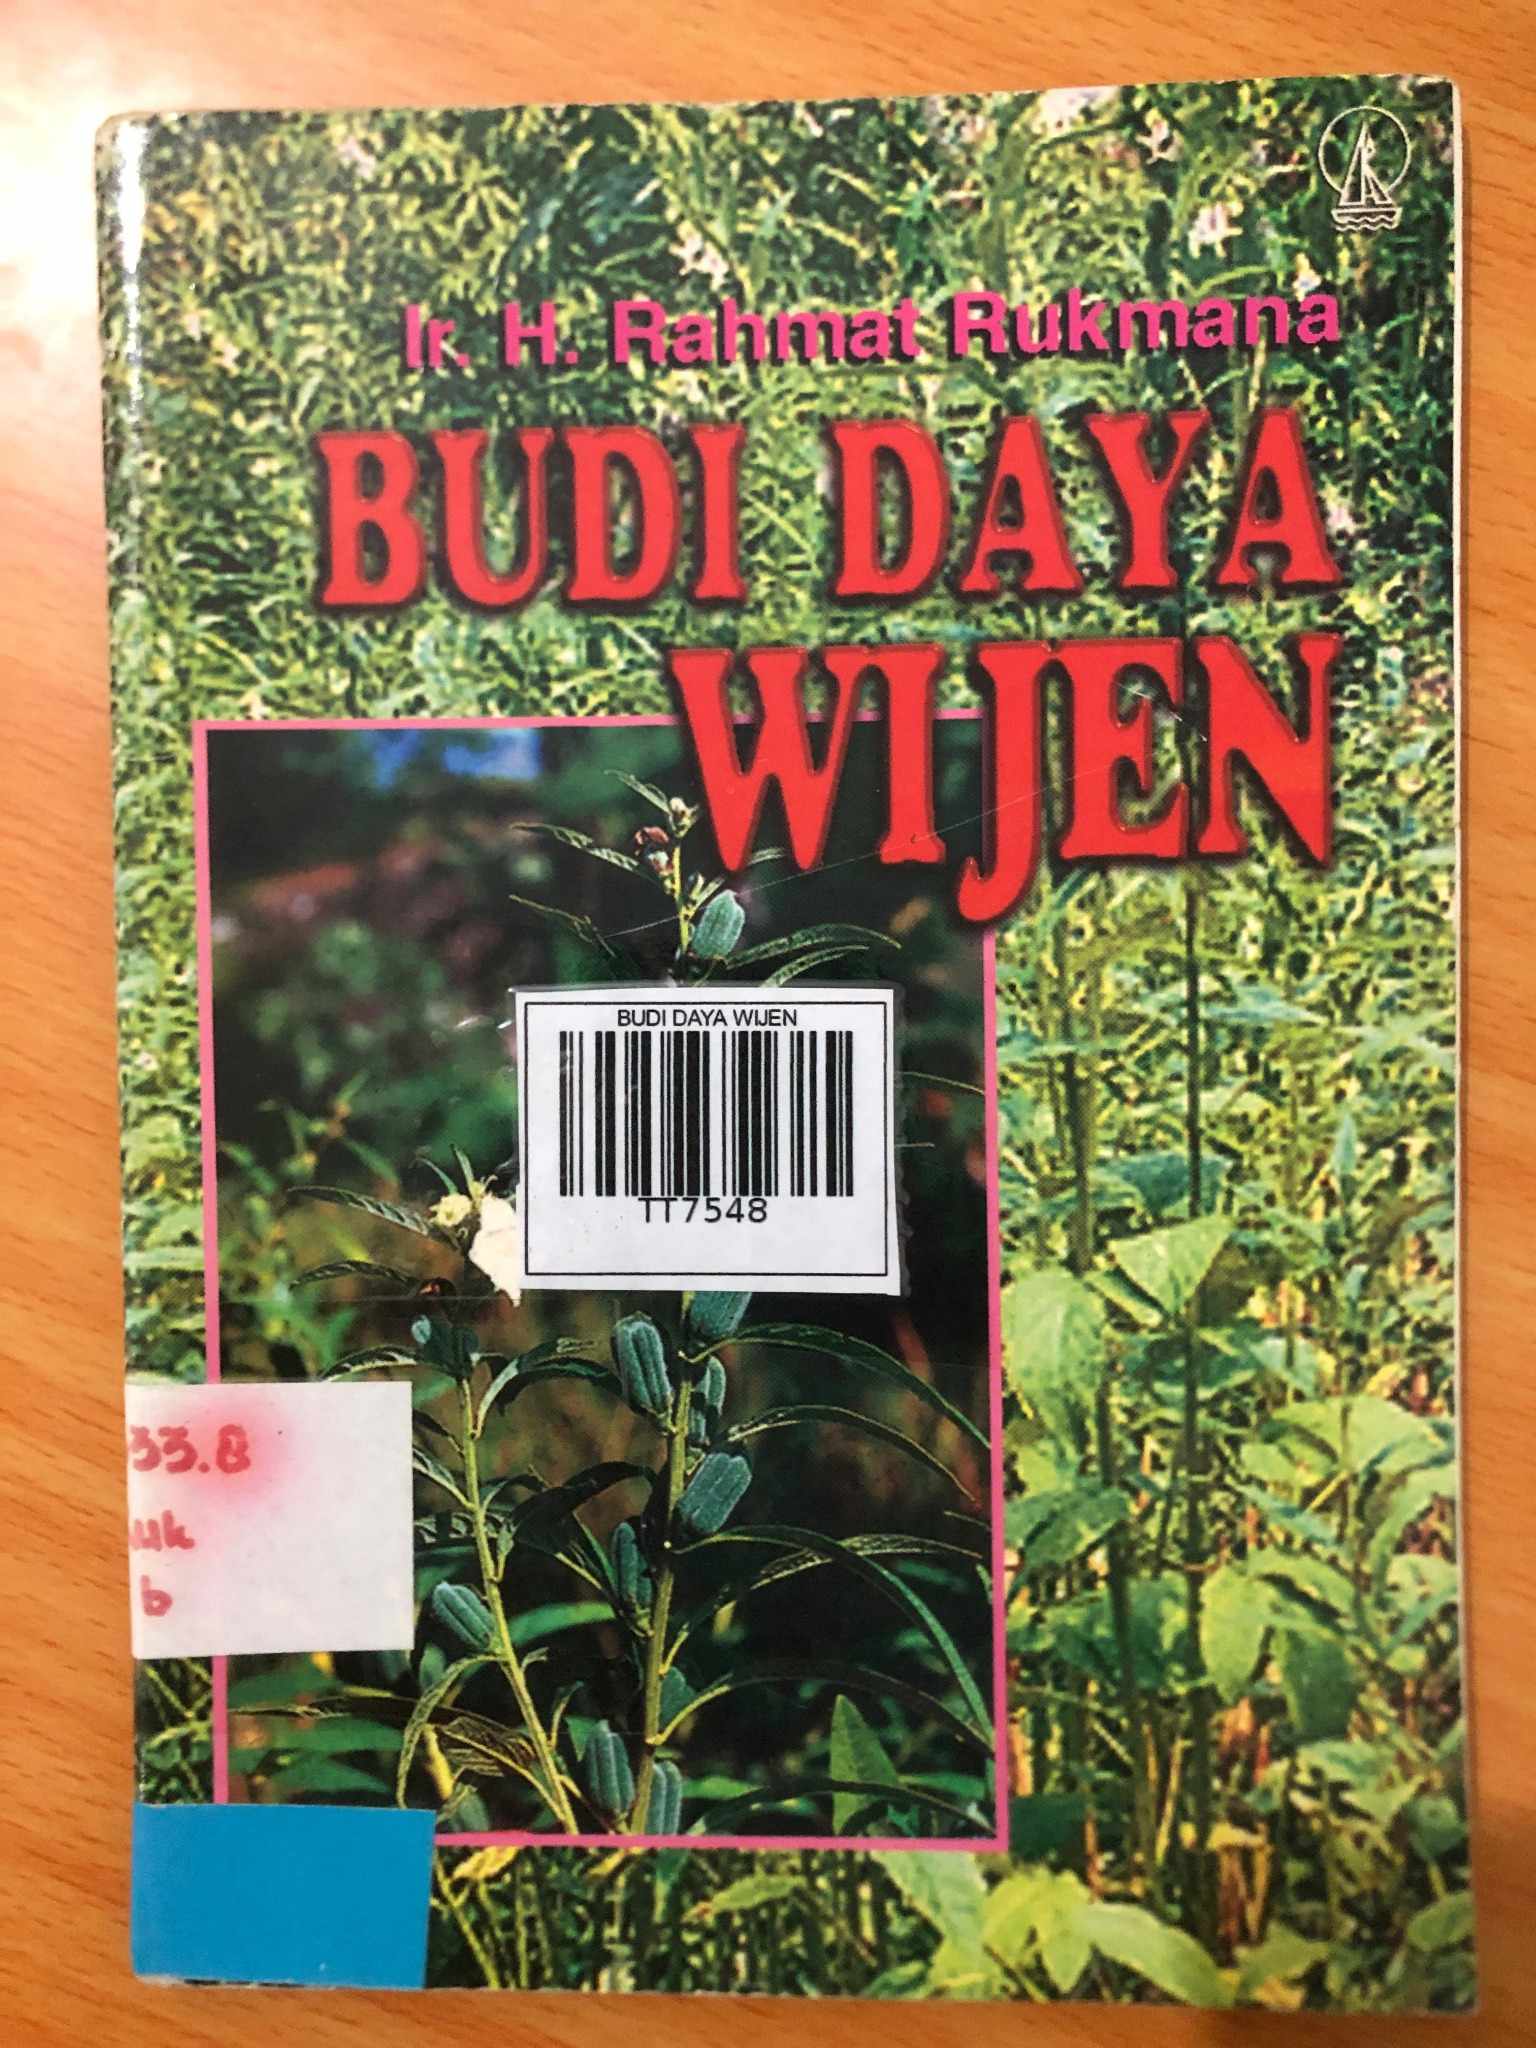 Ir. H. Rahmat Rukmana
BUDI DAYA
WIJEN
BUDI DAYA WIJEN
TT7548
33.8
uk
b